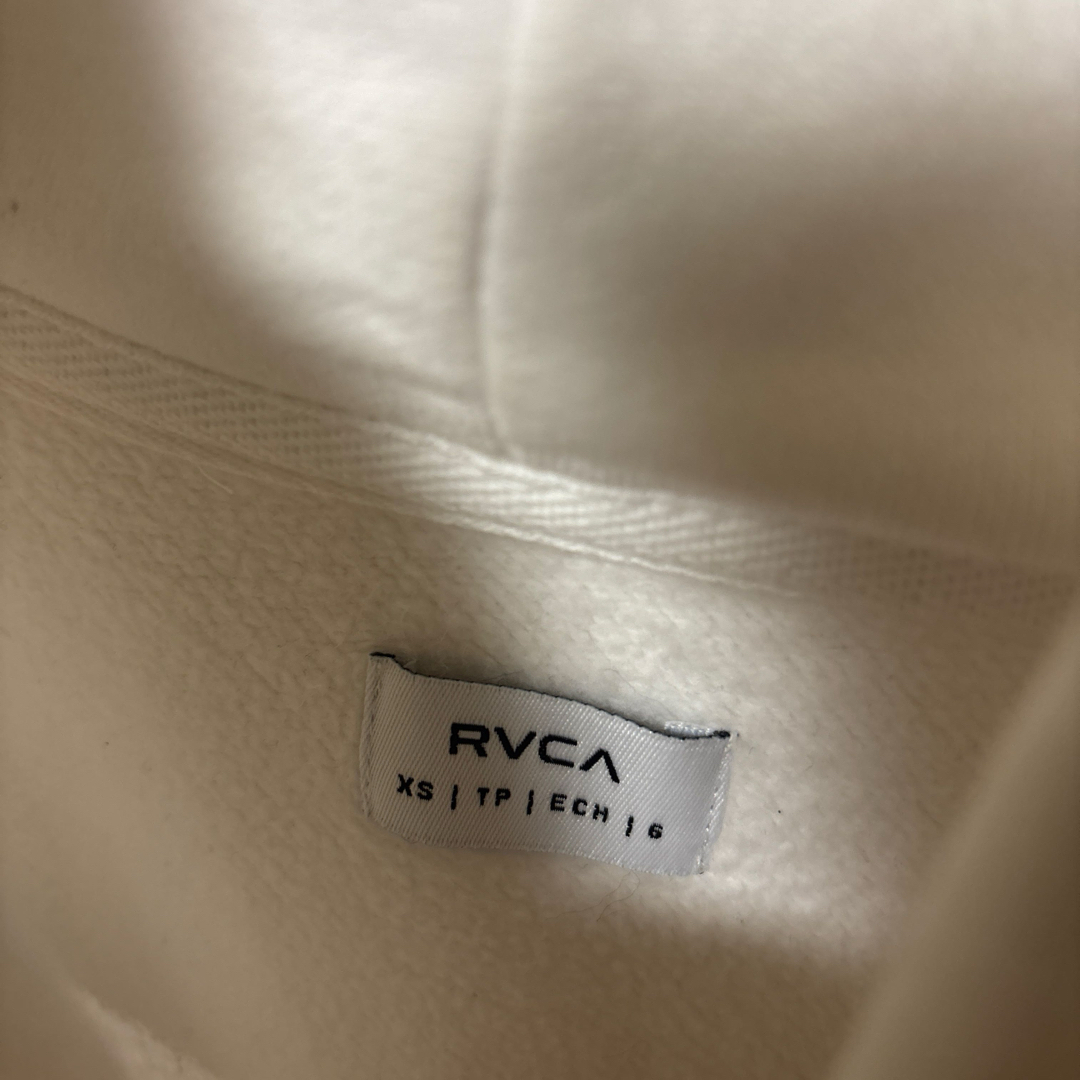 RVCA
XS | TP | ECH | 6